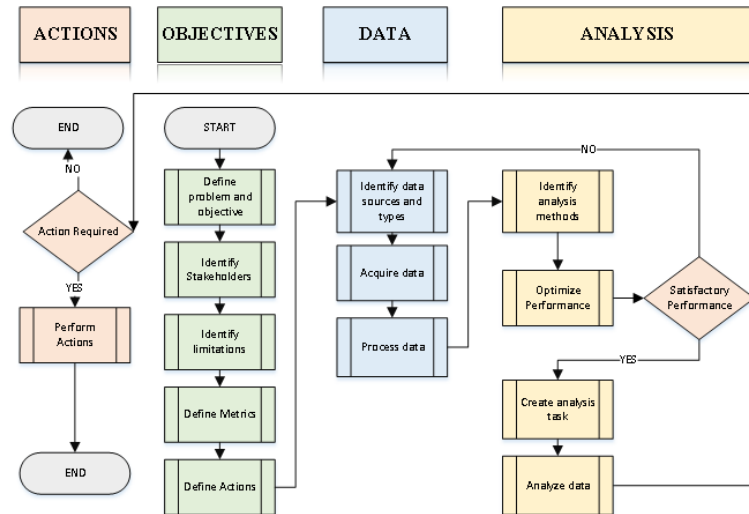 ACTIONS
OBJECTIVES
DATA
ANALYSIS
END
NO
Action Required
YES
Perform
Actions
END
START
Define
problem and
objective
Identify
Stakeholders
Identify
limitations
Define Metrics
Define Actions
Identify data
sources and
types
Acquire data
Process data
NO
Identify
analysis
methods
Optimize
Performance
Satisfactory
Performance
YES
Create analysis
task
Analyze data